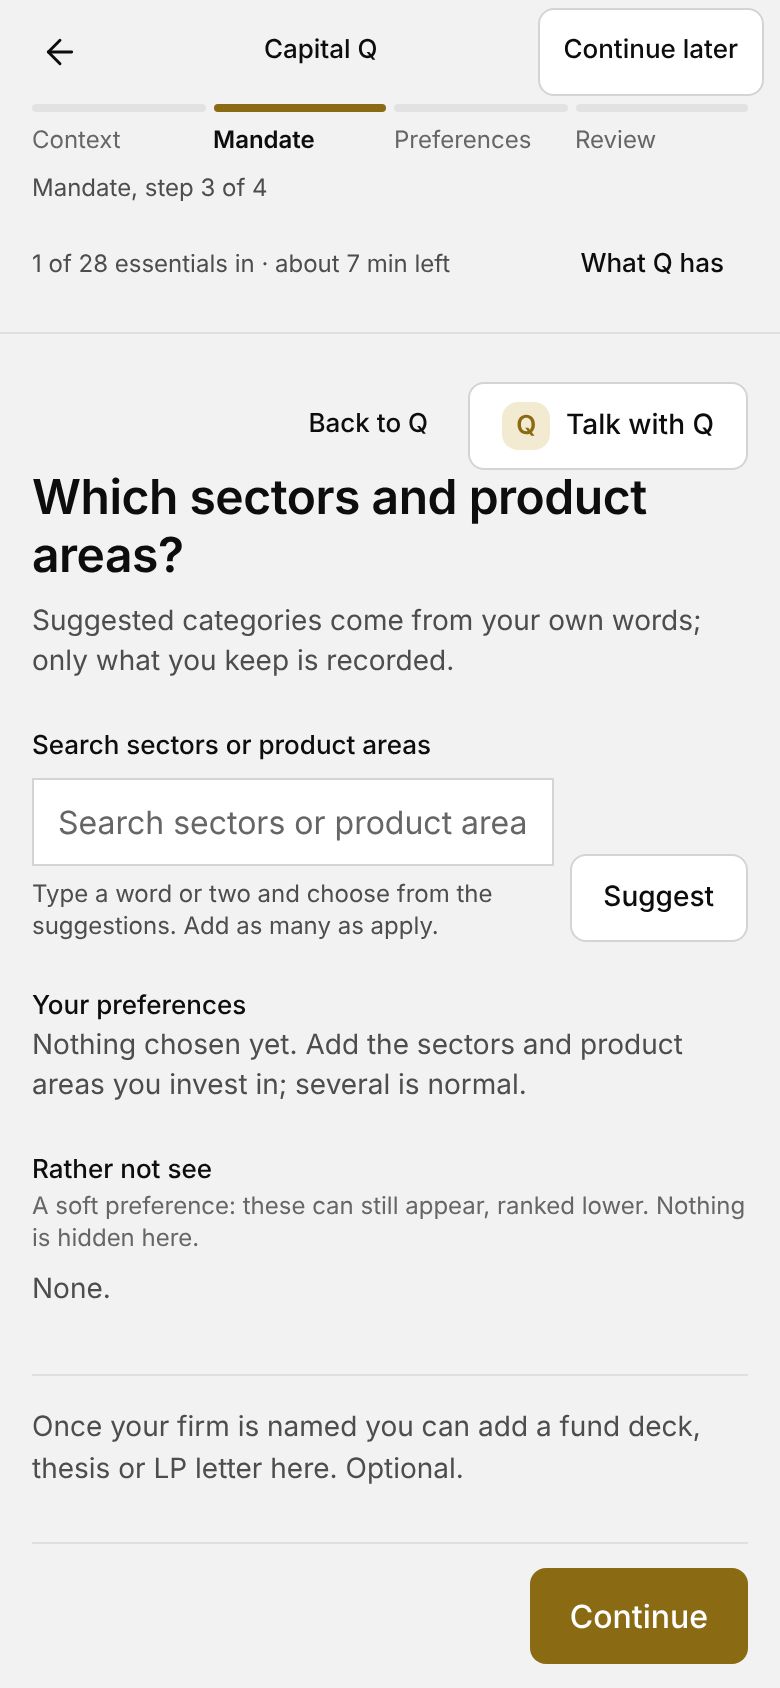 Capital Q
Continue later
Context
Mandate
Preferences
Review
Mandate, step 3 of 4
1 of 28 essentials in · about 7 min left
What Q has
Back to Q
Q Talk with Q
Which sectors and product
areas?
Suggested categories come from your own words;
only what you keep is recorded.
Search sectors or product areas
Search sectors or product area
Type a word or two and choose from the
suggestions. Add as many as apply.
Suggest
Your preferences
Nothing chosen yet. Add the sectors and product
areas you invest in; several is normal.
Rather not see
A soft preference: these can still appear, ranked lower. Nothing
is hidden here.
None.
Once your firm is named you can add a fund deck,
thesis or LP letter here. Optional.
Continue